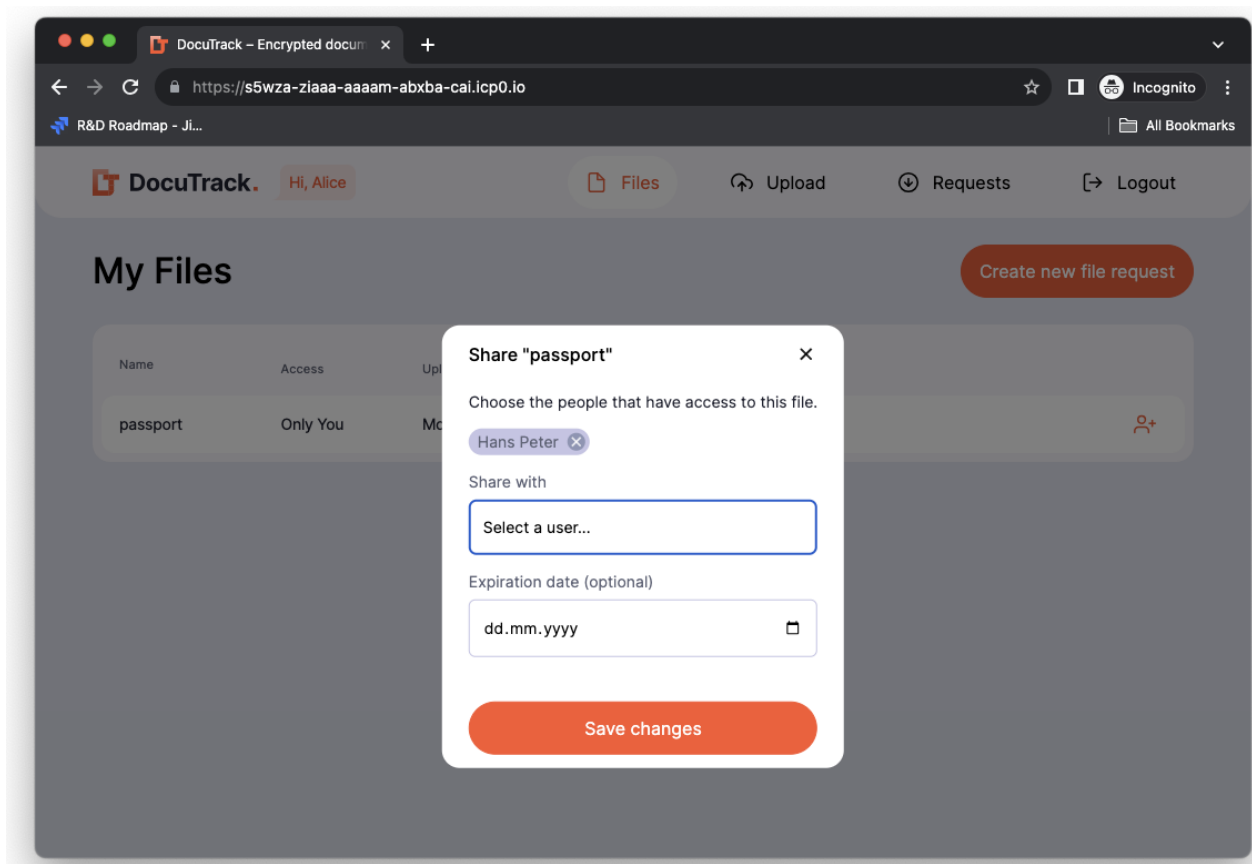 DocuTrack – Encrypted docum
https://s5wza-ziaaa-aaaam-abxba-cai.icp0.io
Incognito
R&D Roadmap - Ji...
All Bookmarks
DocuTrack.
Hi, Alice
Files
Upload
Requests
Logout
My Files
Create new file request
Name
Access
Upl
passport
Only You
Mo
Share "passport"
Choose the people that have access to this file.
Hans Peter
Share with
Select a user...
Expiration date (optional)
dd.mm.yyyy
Save changes